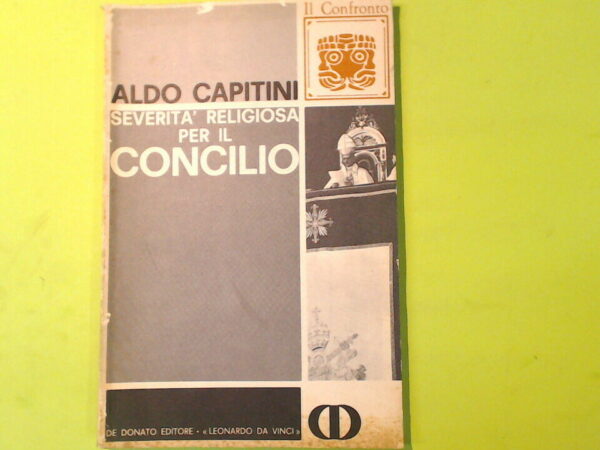 Il Confronto
ALDO CAPITINI
SEVERITA' RELIGIOSA
PER IL
CONCILIO
DE DONATO EDITORE • «LEONARDO DA VINCI»